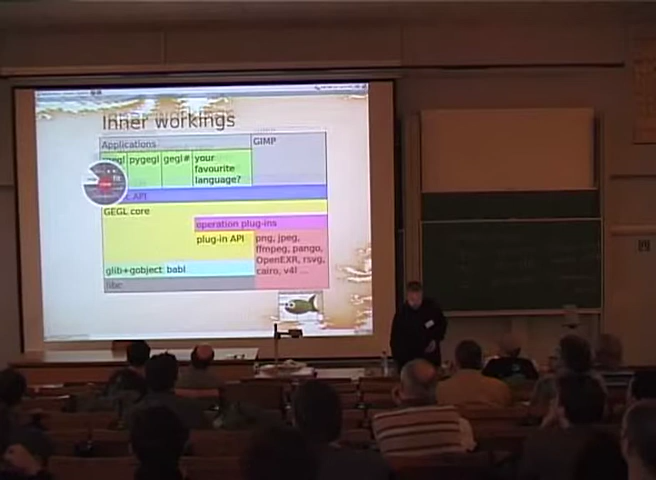 Inner workings
Applications
GIMP
pygegl
gegl#
your
favourite
language?
API
GEGL core
operation plug-ins
plug-in API
png, jpeg,
ffmpeg, pango,
OpenEXR, rsvg,
cairo, v4l ...
glib+gobject
babl
libc